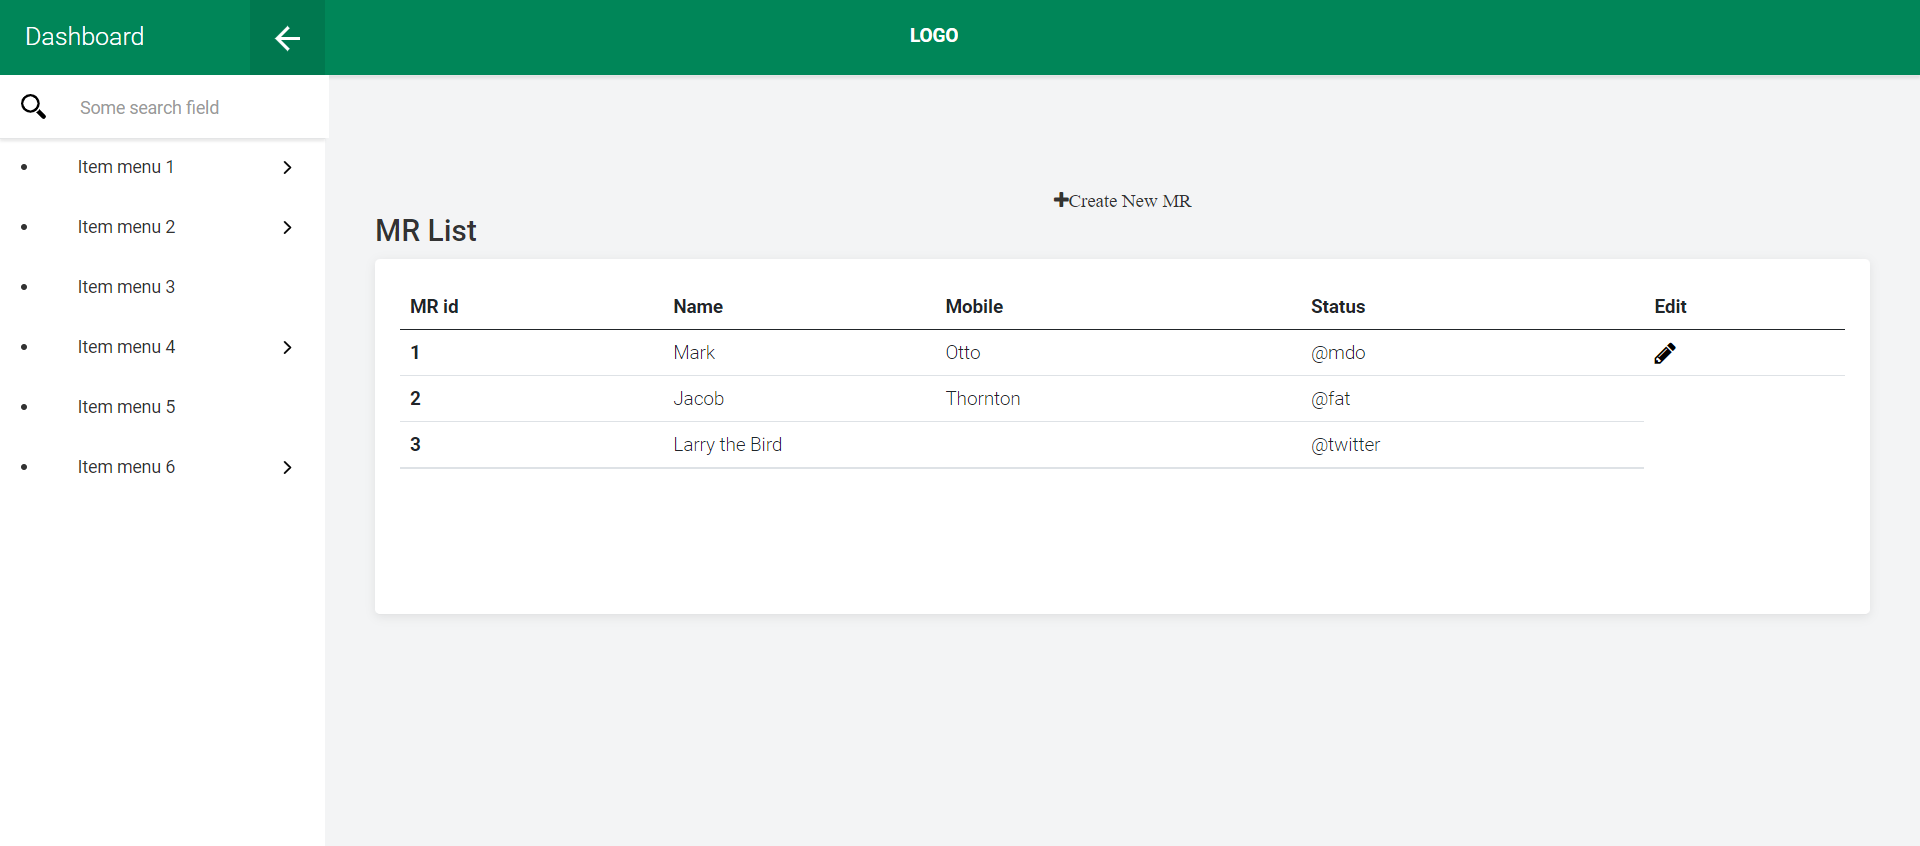 Dashboard
LOGO
Some search field
Item menu 1
Item menu 2
Item menu 3
Item menu 4
Item menu 5
Item menu 6
Create New MR
MR List
MR id Name Mobile Status Edit
1 Mark Otto @mdo
2 Jacob Thornton @fat
3 Larry the Bird @twitter